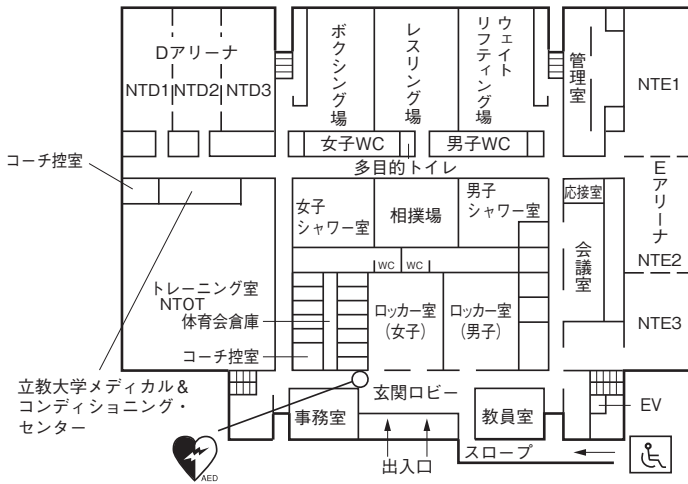 Dアリーナ
NTD1
NTD2
NTD3
ボクシング場
レスリング場
ウェイト
リフティング場
管理室
NTE1
女子WC
男子WC
コーチ控室
多目的トイレ
Eアリーナ
女子
シャワー室
相撲場
男子
シャワー室
応接室
会議室
NTE2
WC
WC
トレーニング室
NTOT
体育会倉庫
ロッカー室
(女子)
ロッカー室
(男子)
NTE3
コーチ控室
立教大学メディカル&
コンディショニング・
センター
玄関ロビー
事務室
教員室
EV
AED
出入口
スロープ